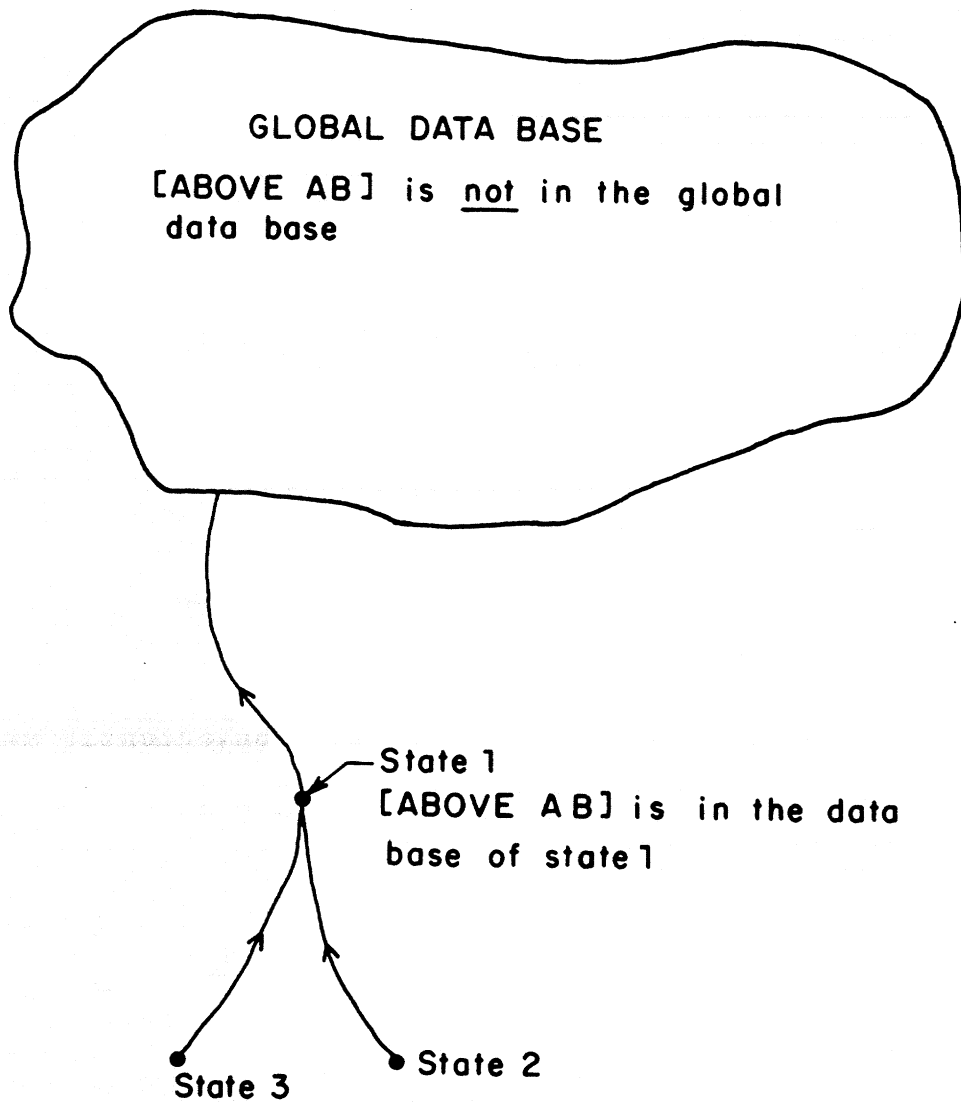 GLOBAL DATA BASE
[ABOVE AB] is not in the global
data base
State 1
[ABOVE A B] is in the data
base of state 1
State 3
State 2